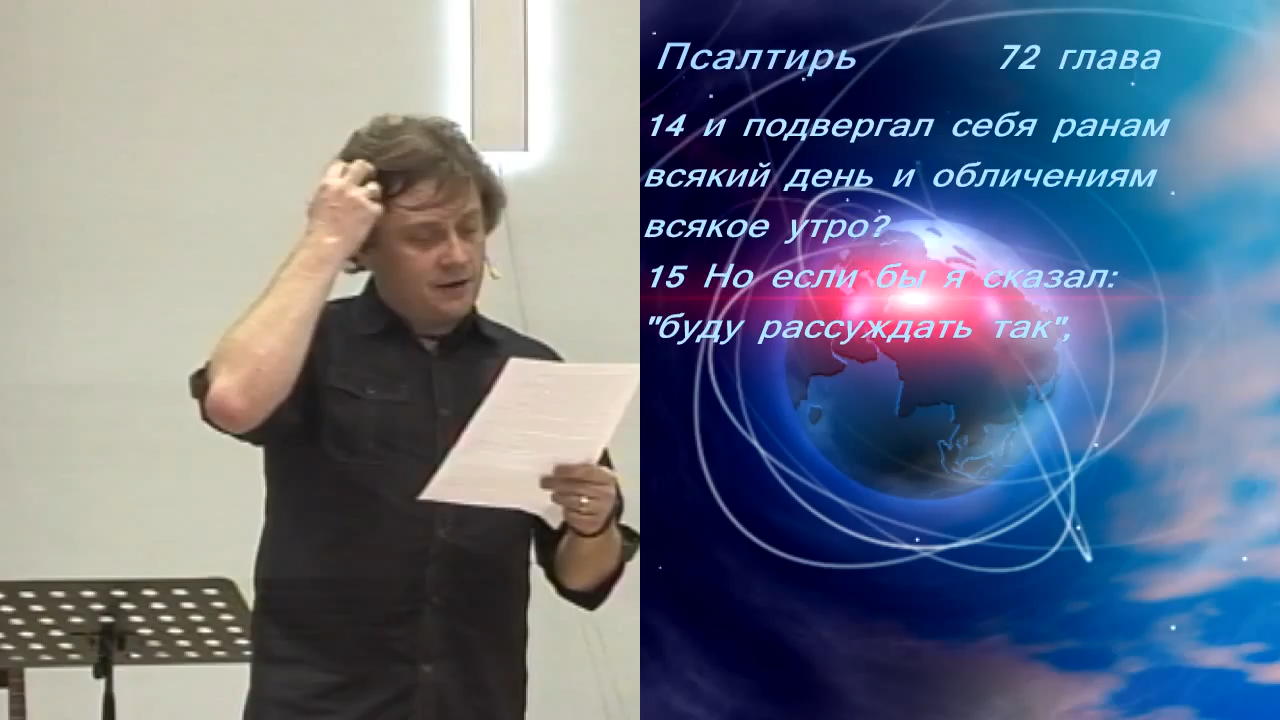 Псалтирь 72 глава
14 и подвергал себя ранам
всякий день и обличениям
всякое утро?
15 Но если бы я сказал:
"буду рассуждать так",